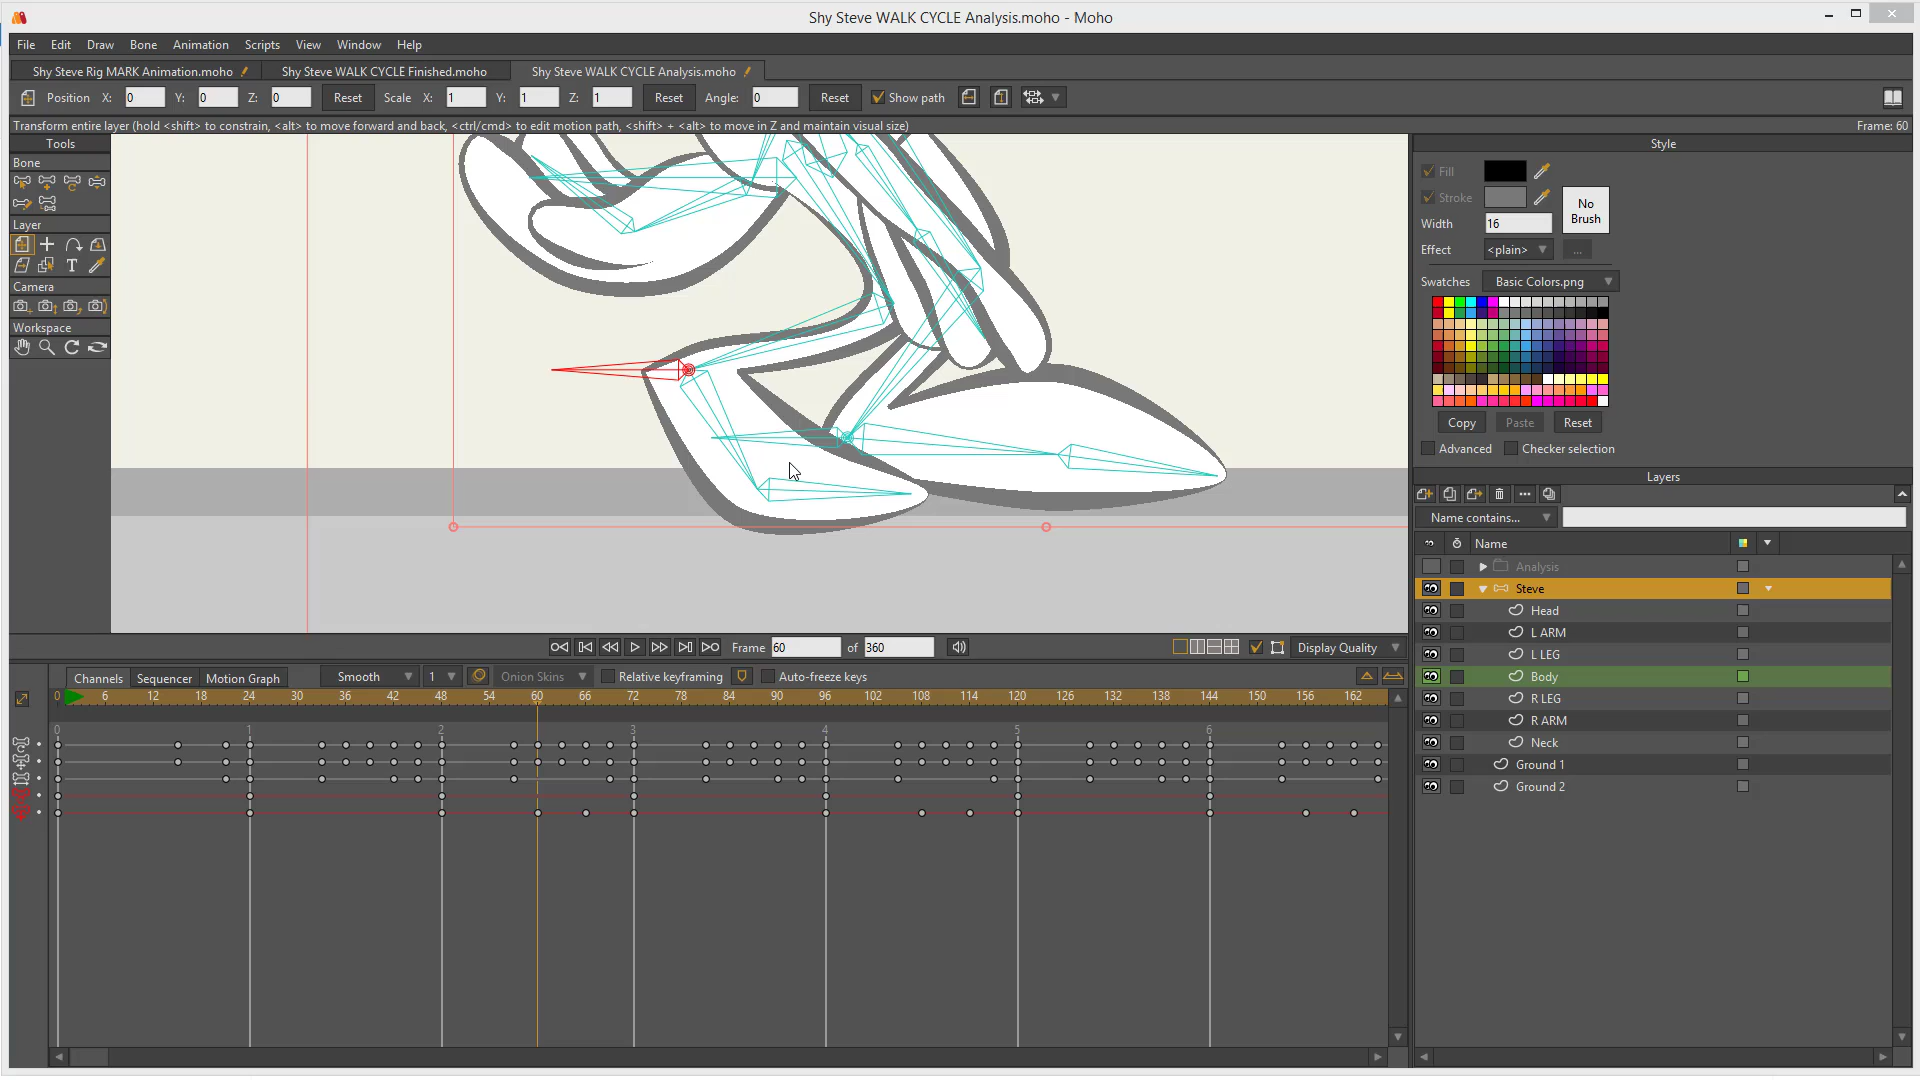 Shy Steve WALK CYCLE Analysis.moho - Moho
File Edit Draw Bone Animation Scripts View Window Help
Shy Steve Rig MARK Animation.moho Shy Steve WALK CYCLE Finished.moho Shy Steve WALK CYCLE Analysis.moho
Position X: 0 Y: 0 Z: 0 Reset Scale X: 1 Y: 1 Z: 1 Reset Angle: 0 Reset Show path
Transform entire layer (hold <shift> to constrain, <alt> to move forward and back, <ctrl/cmd> to edit motion path, <shift> + <alt> to move in Z and maintain visual size) Frame: 60
Tools
Bone
Layer
T
Camera
Workspace
Style
Fill
Stroke
No Brush
Width 16
Effect <plain> ...
Swatches Basic Colors.png
Copy Paste Reset
Advanced Checker selection
Layers
Name contains...
Name
Analysis
Steve
Head
L ARM
L LEG
Body
R LEG
R ARM
Neck
Ground 1
Ground 2
Frame 60 of 360 Display Quality
Channels Sequencer Motion Graph Smooth 1 Onion Skins Relative keyframing Auto-freeze keys
0 6 12 18 24 30 36 42 48 54 60 66 72 78 84 90 96 102 108 114 120 126 132 138 144 150 156 162
0 1 2 3 4 5 6